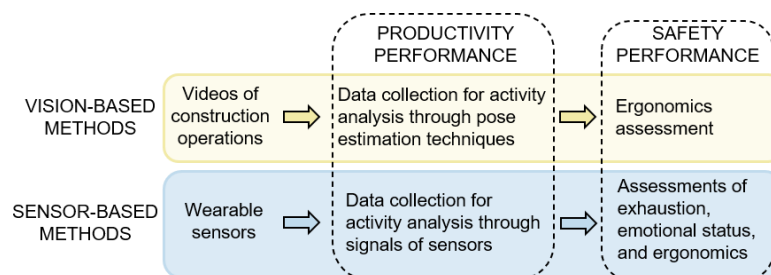 PRODUCTIVITY
PERFORMANCE
SAFETY
PERFORMANCE
VISION-BASED
METHODS
Videos of
construction
operations
Data collection for activity
analysis through pose
estimation techniques
Ergonomics
assessment
SENSOR-BASED
METHODS
Wearable
sensors
Data collection for
activity analysis through
signals of sensors
Assessments of
exhaustion,
emotional status,
and ergonomics